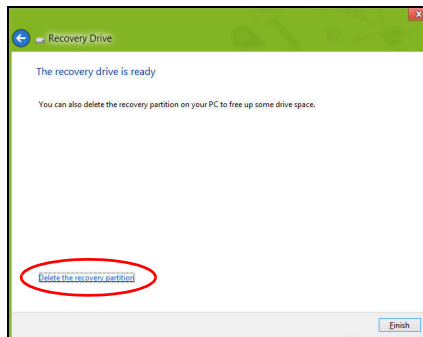 Recovery Drive
The recovery drive is ready
You can also delete the recovery partition on your PC to free up some drive space.
Delete the recovery partition
Finish